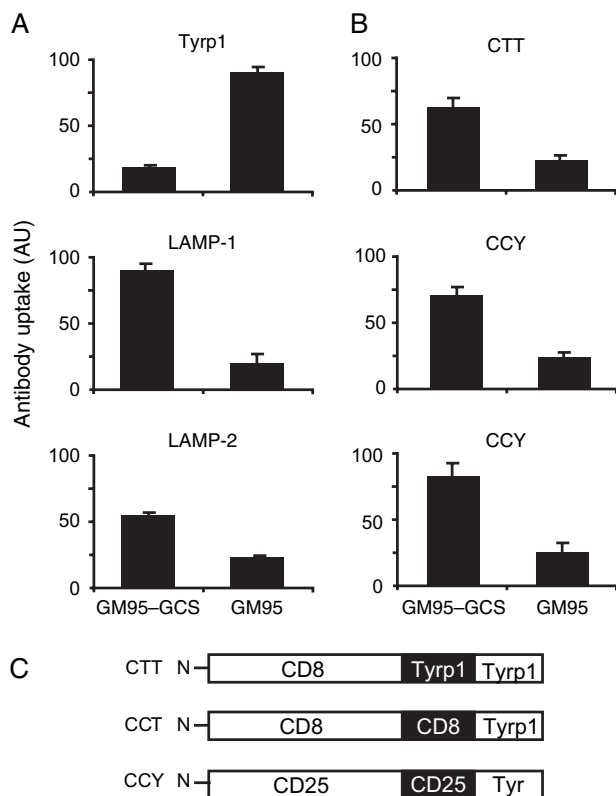 A
B
Tyrp1
CTT
100
50
0
100
50
0
LAMP-1
CCY
100
50
0
100
50
0
LAMP-2
CCY
100
50
0
100
50
0
Antibody uptake (AU)
GM95–GCS GM95
GM95–GCS GM95
C
CTT N CD8 Tyrp1 Tyrp1
CCT N CD8 CD8 Tyrp1
CCY N CD25 CD25 Tyr